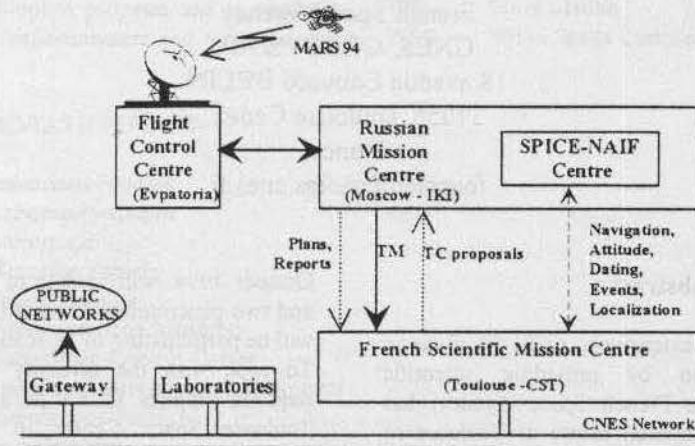 MARS 94
Flight
Control
Centre
(Evpatoria)
Russian
Mission
Centre
(Moscow - IKI)
SPICE-NAIF
Centre
Plans,
Reports
TM
TC proposals
Navigation,
Attitude,
Dating,
Events,
Localization
PUBLIC
NETWORKS
French Scientific Mission Centre
(Toulouse -CST)
Gateway
Laboratories
CNES Network